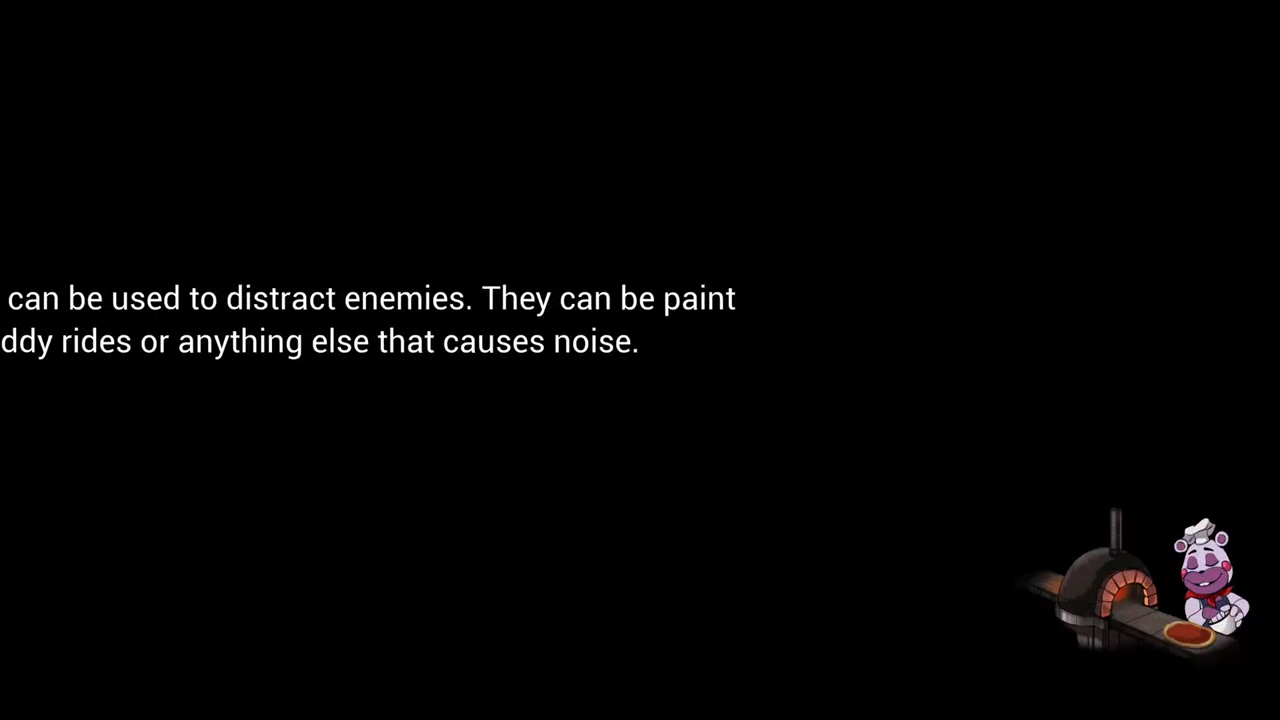 can be used to distract enemies. They can be paint
ddy rides or anything else that causes noise.